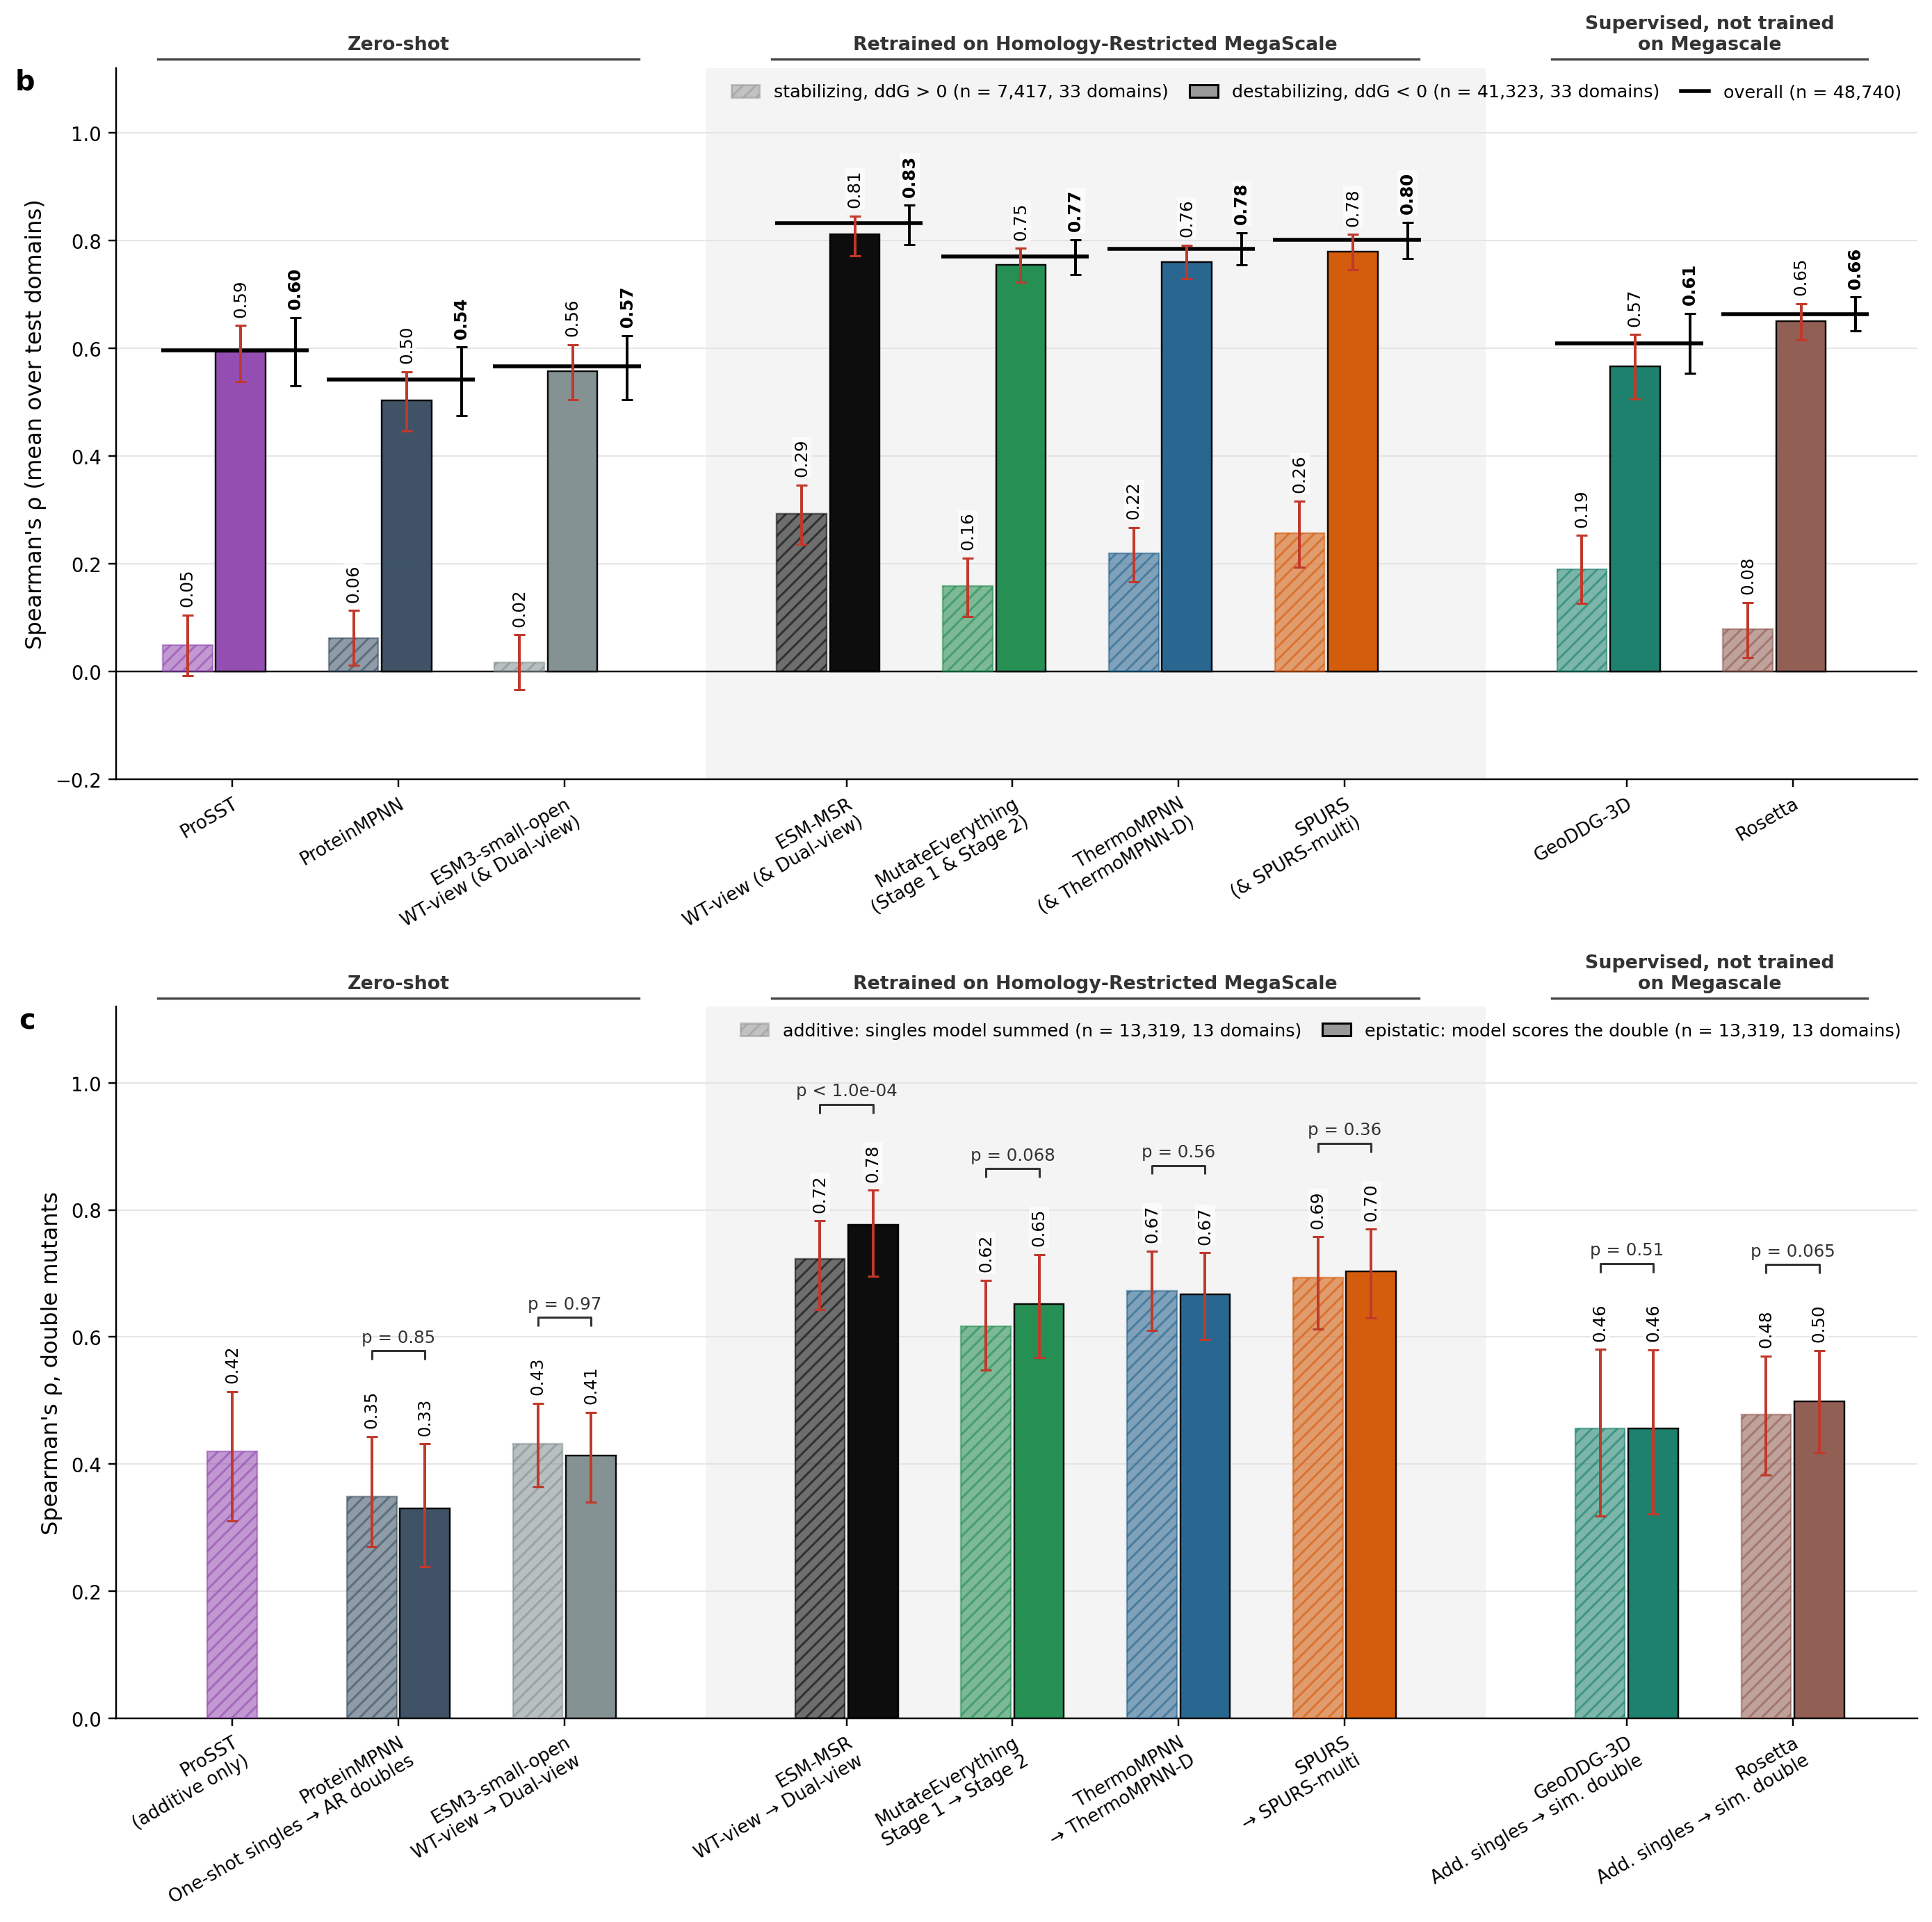 Zero-shot
Retrained on Homology-Restricted MegaScale
Supervised, not trained
on Megascale
b
stabilizing, ddG > 0 (n = 7,417, 33 domains)
destabilizing, ddG < 0 (n = 41,323, 33 domains)
overall (n = 48,740)
Spearman's ρ (mean over test domains)
1.0
0.8
0.6
0.4
0.2
0.0
−0.2
0.05
0.59
0.60
0.06
0.50
0.54
0.02
0.56
0.57
0.29
0.81
0.83
0.16
0.75
0.77
0.22
0.76
0.78
0.26
0.78
0.80
0.19
0.57
0.61
0.08
0.65
0.66
ProSST
ProteinMPNN
ESM3-small-open
WT-view (& Dual-view)
ESM-MSR
WT-view (& Dual-view)
MutateEverything
(Stage 1 & Stage 2)
ThermoMPNN
(& ThermoMPNN-D)
SPURS
(& SPURS-multi)
GeoDDG-3D
Rosetta
Zero-shot
Retrained on Homology-Restricted MegaScale
Supervised, not trained
on Megascale
c
additive: singles model summed (n = 13,319, 13 domains)
epistatic: model scores the double (n = 13,319, 13 domains)
Spearman's ρ, double mutants
1.0
0.8
0.6
0.4
0.2
0.0
0.42
p = 0.85
0.35
0.33
p = 0.97
0.43
0.41
p < 1.0e-04
0.72
0.78
p = 0.068
0.62
0.65
p = 0.56
0.67
0.67
p = 0.36
0.69
0.70
p = 0.51
0.46
0.46
p = 0.065
0.48
0.50
ProSST
(additive only)
ProteinMPNN
One-shot singles → AR doubles
ESM3-small-open
WT-view → Dual-view
ESM-MSR
WT-view → Dual-view
MutateEverything
Stage 1 → Stage 2
ThermoMPNN
→ ThermoMPNN-D
SPURS
→ SPURS-multi
GeoDDG-3D
Add. singles → sim. double
Rosetta
Add. singles → sim. double